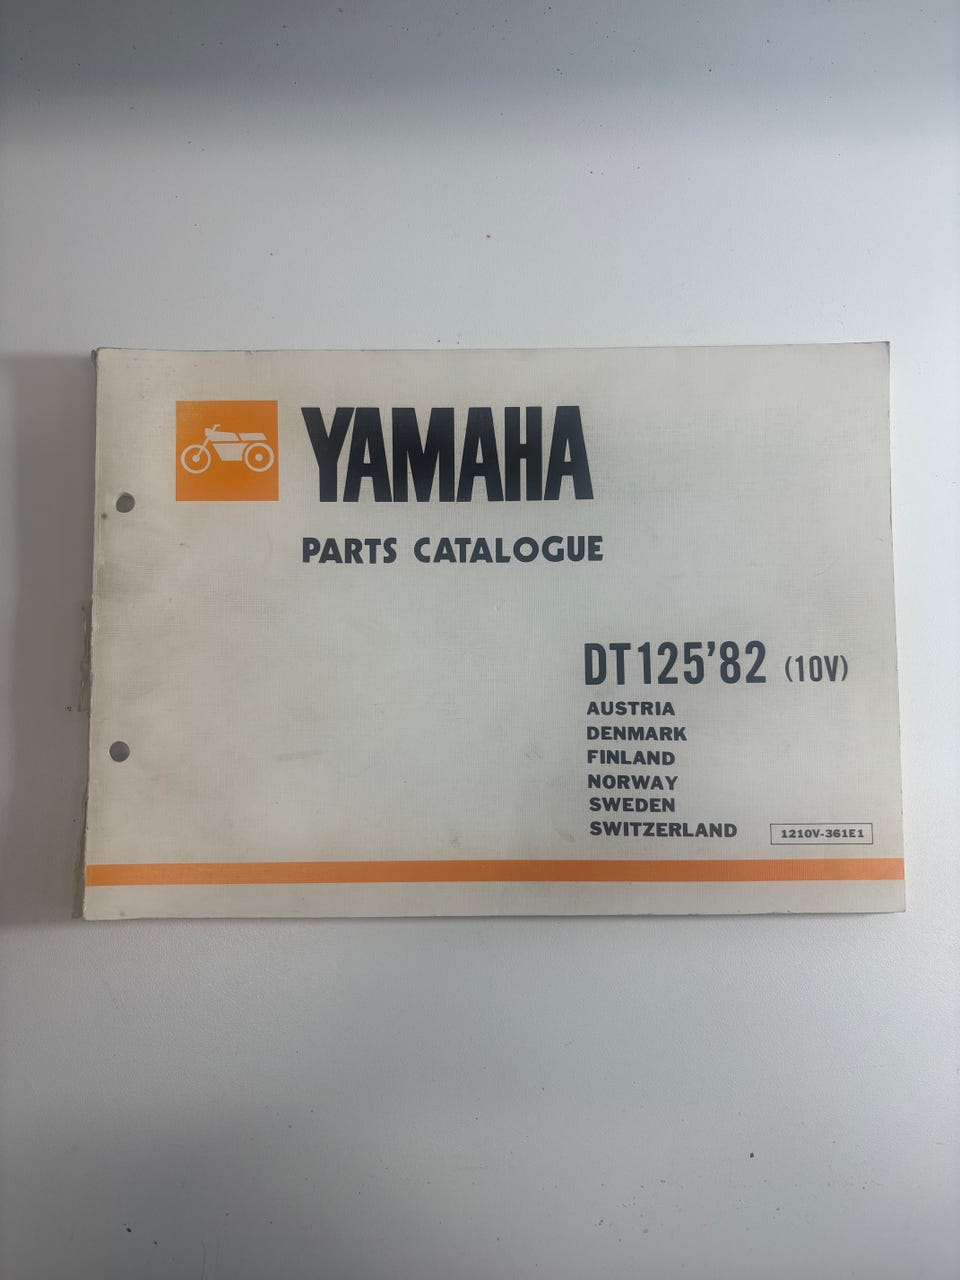 YAMAHA
PARTS CATALOGUE
DT125'82 (10V)
AUSTRIA
DENMARK
FINLAND
NORWAY
SWEDEN
SWITZERLAND
1210V-361E1